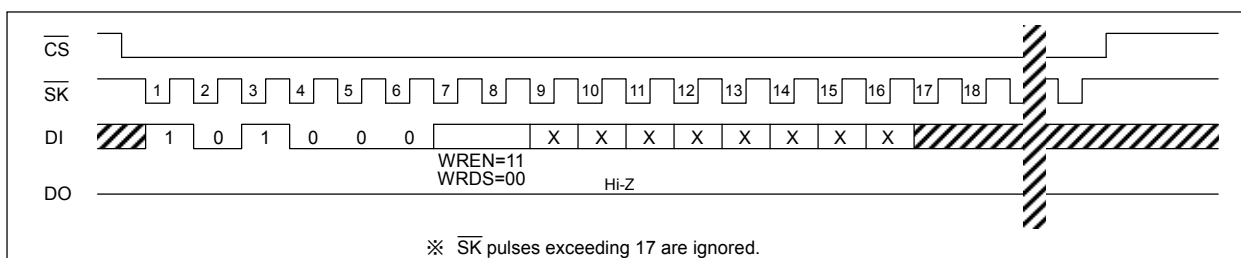 CS
SK 1 2 3 4 5 6 7 8 9 10 11 12 13 14 15 16 17 18
DI 1 0 1 0 0 0 X X X X X X X X
WREN=11
WRDS=00
DO Hi-Z
※ SK pulses exceeding 17 are ignored.